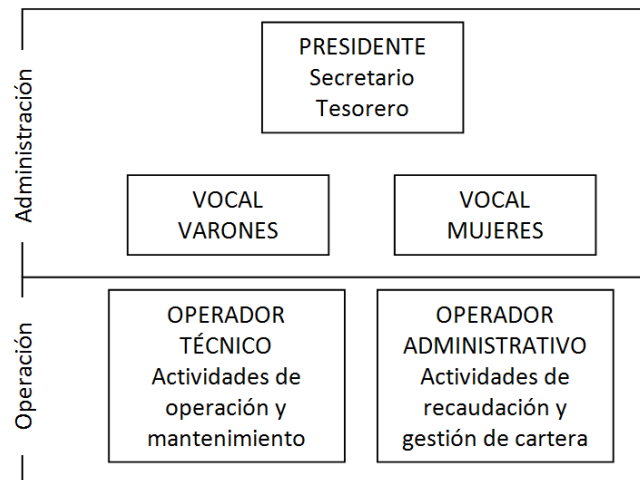 Administración
PRESIDENTE
Secretario
Tesorero
VOCAL
VARONES
VOCAL
MUJERES
Operación
OPERADOR
TÉCNICO
Actividades de
operación y
mantenimiento
OPERADOR
ADMINISTRATIVO
Actividades de
recaudación y
gestión de cartera